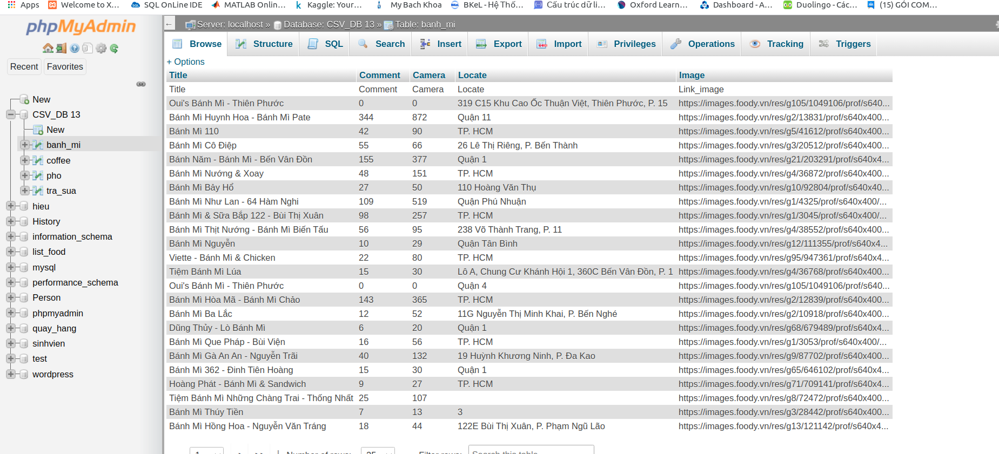 Apps Welcome to X... SQL OnLine IDE MATLAB Onlin... Kaggle: Your... My Bach Khoa BKeL - Hệ Thố... Cấu trúc dữ li... Oxford Learn... Dashboard - A... Duolingo - Các... (15) GÓI COM...
phpMyAdmin
Recent Favorites
New
CSV_DB 13
New
banh_mi
coffee
pho
tra_sua
hieu
History
information_schema
list_food
mysql
performance_schema
Person
phpmyadmin
quay_hang
sinhvien
test
wordpress
← Server: localhost » Database: CSV_DB 13 » Table: banh_mi
Browse Structure SQL Search Insert Export Import Privileges Operations Tracking Triggers
+ Options
Title Comment Camera Locate Image
Title Comment Camera Locate Link_image
Oui's Bánh Mì - Thiên Phước 0 0 319 C15 Khu Cao Ốc Thuận Việt, Thiên Phước, P. 15 https://images.foody.vn/res/g105/1049106/prof/s640...
Bánh Mì Huynh Hoa - Bánh Mì Pate 344 872 Quận 11 https://images.foody.vn/res/g2/13831/prof/s640x400...
Bánh Mì 110 42 90 TP. HCM https://images.foody.vn/res/g5/41612/prof/s640x400...
Bánh Mì Cô Điệp 55 66 26 Lê Thị Riêng, P. Bến Thành https://images.foody.vn/res/g3/20512/prof/s640x400...
Bánh Năm - Bánh Mì - Bến Vân Đồn 155 377 Quận 1 https://images.foody.vn/res/g21/203291/prof/s640x4...
Bánh Mì Nướng & Xoay 48 151 TP. HCM https://images.foody.vn/res/g4/36872/prof/s640x400...
Bánh Mì Bảy Hổ 27 50 110 Hoàng Văn Thụ https://images.foody.vn/res/g10/92804/prof/s640x40...
Bánh Mì Như Lan - 64 Hàm Nghi 109 519 Quận Phú Nhuận https://images.foody.vn/res/g1/4325/prof/s640x400/...
Bánh Mì & Sữa Bắp 122 - Bùi Thị Xuân 98 257 TP. HCM https://images.foody.vn/res/g1/3045/prof/s640x400/...
Bánh Mì Thịt Nướng - Bánh Mì Biến Tấu 56 95 238 Võ Thành Trang, P. 11 https://images.foody.vn/res/g4/38552/prof/s640x400...
Bánh Mì Nguyễn 10 29 Quận Tân Bình https://images.foody.vn/res/g12/111355/prof/s640x4...
Viette - Bánh Mì & Chicken 22 80 TP. HCM https://images.foody.vn/res/g95/947361/prof/s640x4...
Tiệm Bánh Mì Lúa 15 30 Lô A, Chung Cư Khánh Hội 1, 360C Bến Vân Đồn, P. 1 https://images.foody.vn/res/g4/36768/prof/s640x400...
Oui's Bánh Mì - Thiên Phước 0 0 Quận 4 https://images.foody.vn/res/g105/1049106/prof/s640...
Bánh Mì Hòa Mã - Bánh Mì Chảo 143 365 TP. HCM https://images.foody.vn/res/g2/12839/prof/s640x400...
Bánh Mì Ba Lắc 12 52 11G Nguyễn Thị Minh Khai, P. Bến Nghé https://images.foody.vn/res/g2/10918/prof/s640x400...
Dũng Thủy - Lò Bánh Mì 6 20 Quận 1 https://images.foody.vn/res/g68/679489/prof/s640x4...
Bánh Mì Que Pháp - Bùi Viện 16 56 TP. HCM https://images.foody.vn/res/g1/3053/prof/s640x400/...
Bánh Mì Gà An An - Nguyễn Trãi 40 132 19 Huỳnh Khương Ninh, P. Đa Kao https://images.foody.vn/res/g9/87702/prof/s640x400...
Bánh Mì 362 - Đinh Tiên Hoàng 15 30 Quận 1 https://images.foody.vn/res/g65/646102/prof/s640x4...
Hoàng Phát - Bánh Mì & Sandwich 9 27 TP. HCM https://images.foody.vn/res/g71/709141/prof/s640x4...
Tiệm Bánh Mì Những Chàng Trai - Thống Nhất 25 107 https://images.foody.vn/res/g8/72472/prof/s640x400...
Bánh Mì Thúy Tiền 7 13 3 https://images.foody.vn/res/g3/28442/prof/s640x400...
Bánh Mì Hồng Hoa - Nguyễn Văn Tráng 18 44 122E Bùi Thị Xuân, P. Phạm Ngũ Lão https://images.foody.vn/res/g13/121142/prof/s640x4...
1 > >> | Number of rows: 25 Filter rows: Search this table